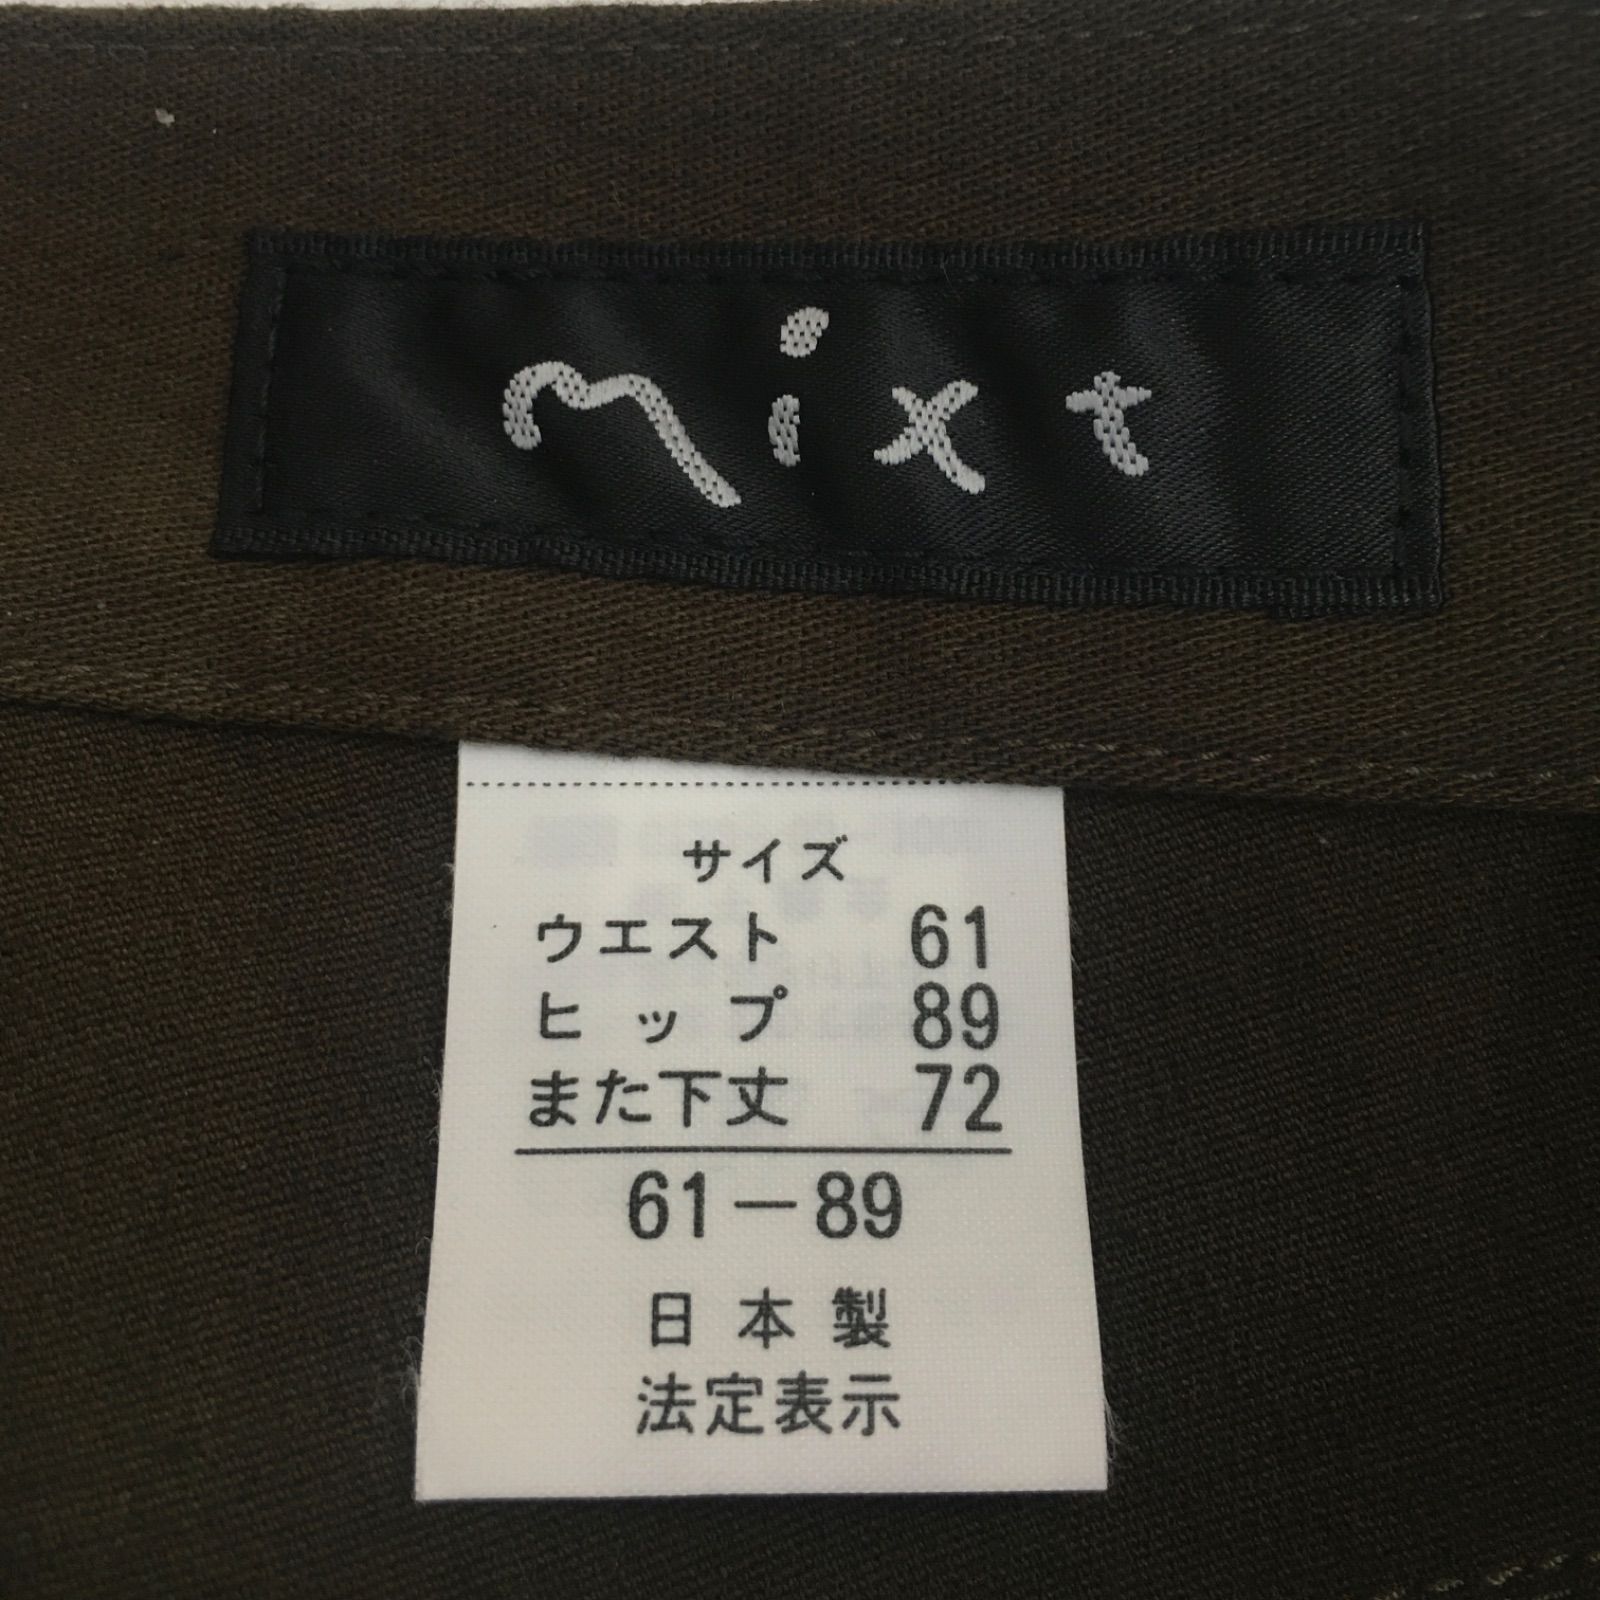 mixt
サイズ
ウエスト 61
ヒップ 89
また下丈 72
61－89
日本製
法定表示